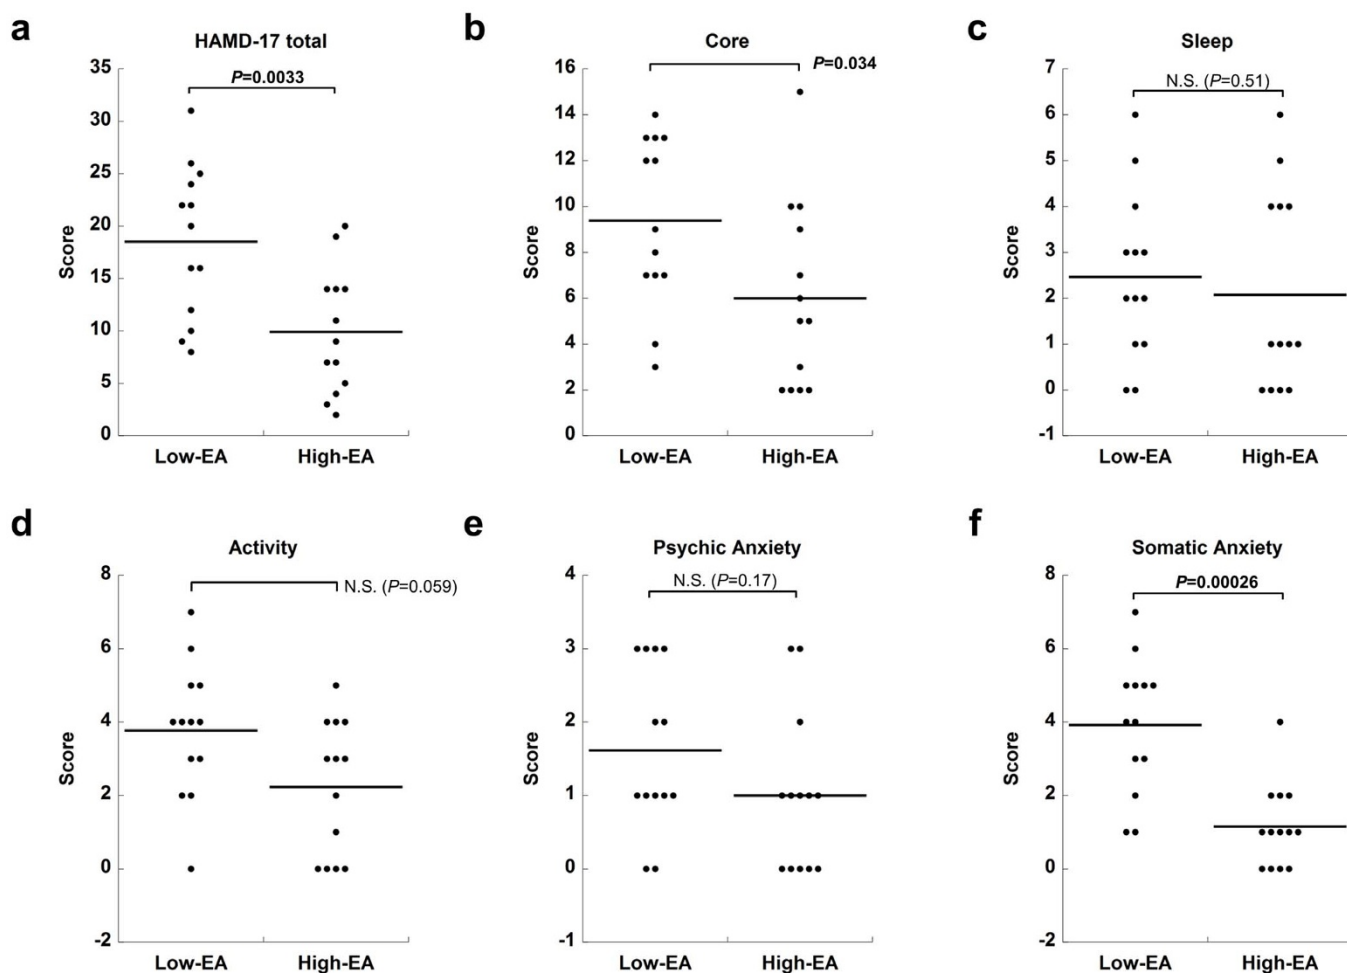 a
HAMD-17 total
P=0.0033
35
30
25
20
15
10
5
0
Score
Low-EA
High-EA
b
Core
P=0.034
16
14
12
10
8
6
4
2
0
Score
Low-EA
High-EA
c
Sleep
N.S. (P=0.51)
7
6
5
4
3
2
1
0
-1
Score
Low-EA
High-EA
d
Activity
N.S. (P=0.059)
8
6
4
2
0
-2
Score
Low-EA
High-EA
e
Psychic Anxiety
N.S. (P=0.17)
4
3
2
1
0
-1
Score
Low-EA
High-EA
f
Somatic Anxiety
P=0.00026
8
6
4
2
0
-2
Score
Low-EA
High-EA